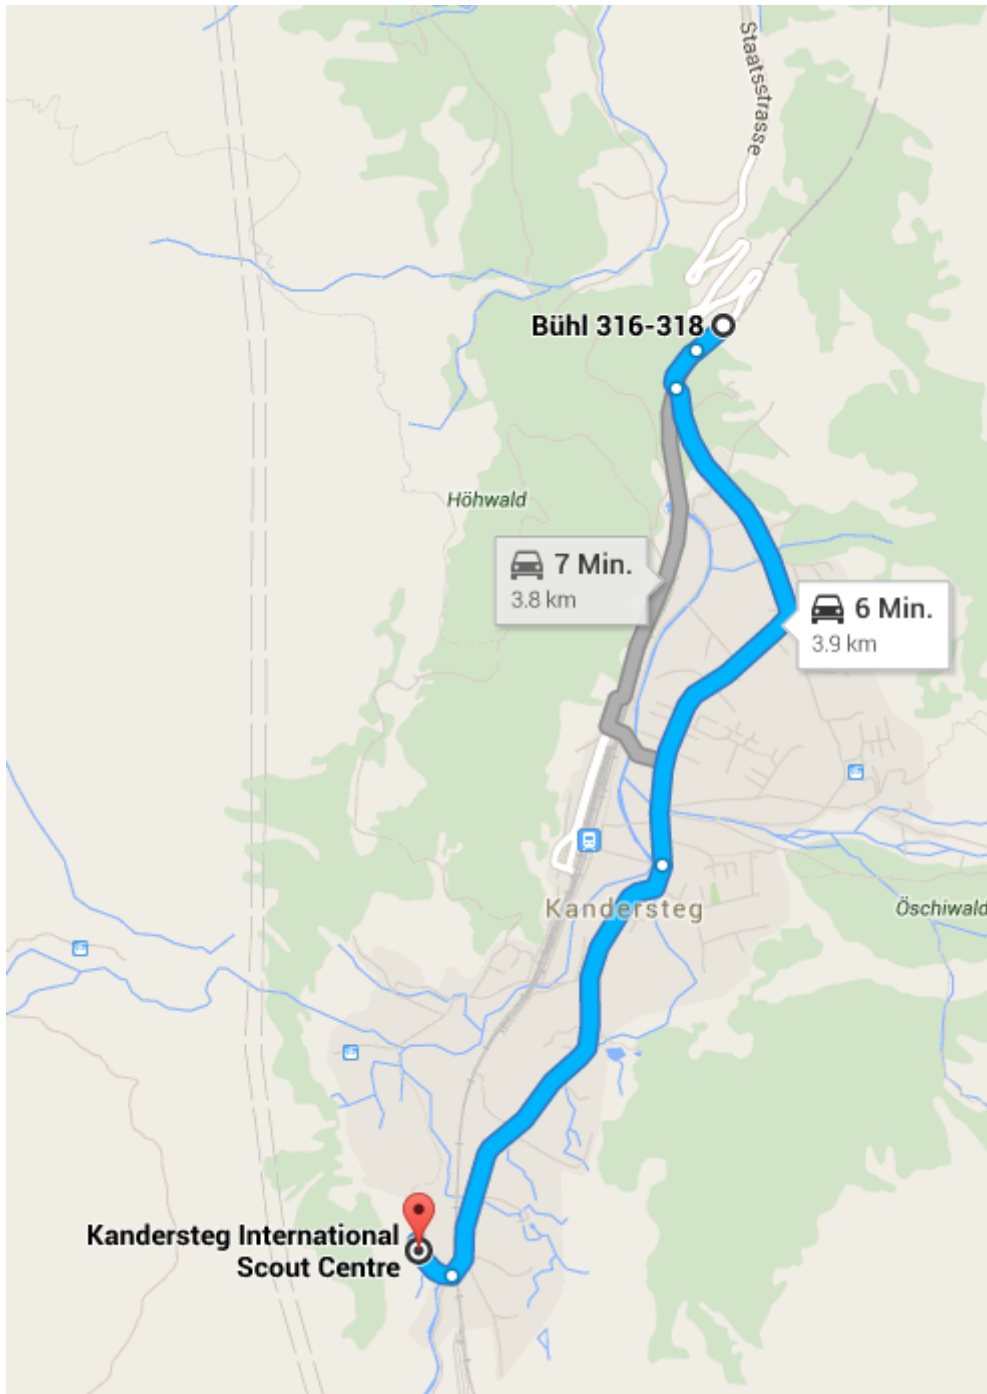 Staatsstrasse
Bühl 316-318
Höhwald
7 Min.
3.8 km
6 Min.
3.9 km
Kandersteg
Öschiwald
Kandersteg International
Scout Centre